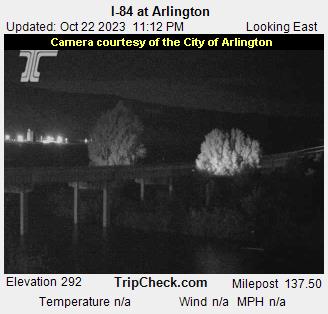 I-84 at Arlington
Updated: Oct 22 2023 11:12 PM Looking East
Camera courtesy of the City of Arlington
Elevation 292 TripCheck.com Milepost 137.50
Temperature n/a Wind n/a MPH n/a